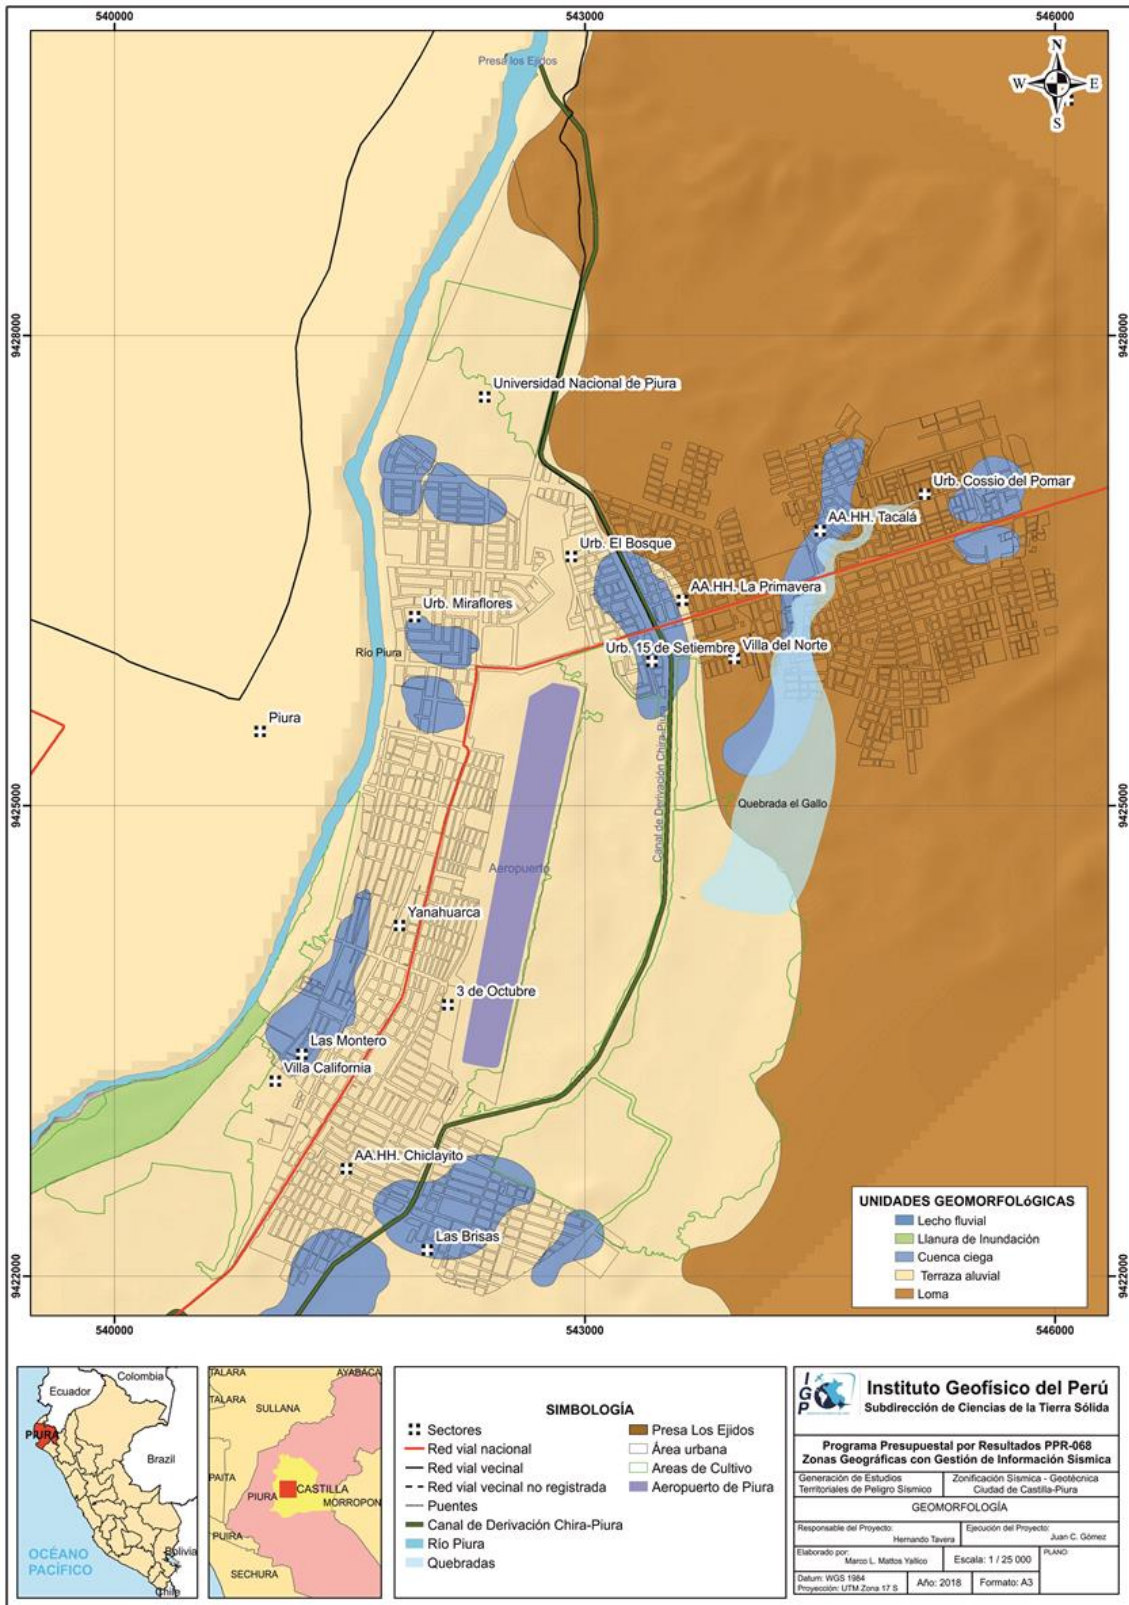 540000
543000
546000
Presa los Ejidos
N
W
E
S
9428000
9428000
Universidad Nacional de Piura
Urb. Cossio del Pomar
AA.HH. Tacalá
Urb. El Bosque
AA.HH. La Primavera
Urb. Miraflores
Río Piura
Urb. 15 de Setiembre
Villa del Norte
Piura
Canal de Derivación Chira-Piura
9425000
9425000
Quebrada el Gallo
Aeropuerto
Yanahuarca
3 de Octubre
Las Montero
Villa California
AA.HH. Chiclayito
Las Brisas
9422000
9422000
UNIDADES GEOMORFOLóGICAS
Lecho fluvial
Llanura de Inundación
Cuenca ciega
Terraza aluvial
Loma
540000
543000
546000
Colombia
Ecuador
PIURA
Brazil
OCÉANO
PACÍFICO
Bolivia
Chile
TALARA
AYABACA
TALARA
SULLANA
PAITA
PIURA
CASTILLA
MORROPON
PUIRA
SECHURA
SIMBOLOGÍA
Sectores
Red vial nacional
Red vial vecinal
Red vial vecinal no registrada
Puentes
Canal de Derivación Chira-Piura
Río Piura
Quebradas
Presa Los Ejidos
Área urbana
Areas de Cultivo
Aeropuerto de Piura
IGP
Instituto Geofísico del Perú
Subdirección de Ciencias de la Tierra Sólida
Programa Presupuestal por Resultados PPR-068
Zonas Geográficas con Gestión de Información Sísmica
Generación de Estudios
Territoriales de Peligro Sísmico
Zonificación Sísmica - Geotécnica
Ciudad de Castilla-Piura
GEOMORFOLOGÍA
Responsable del Proyecto:
Hernando Tavera
Ejecución del Proyecto:
Juan C. Gómez
Elaborado por:
Marco L. Mattos Yallico
Escala: 1 / 25 000
PLANO:
Datum: WGS 1984
Proyección: UTM Zona 17 S
Año: 2018
Formato: A3